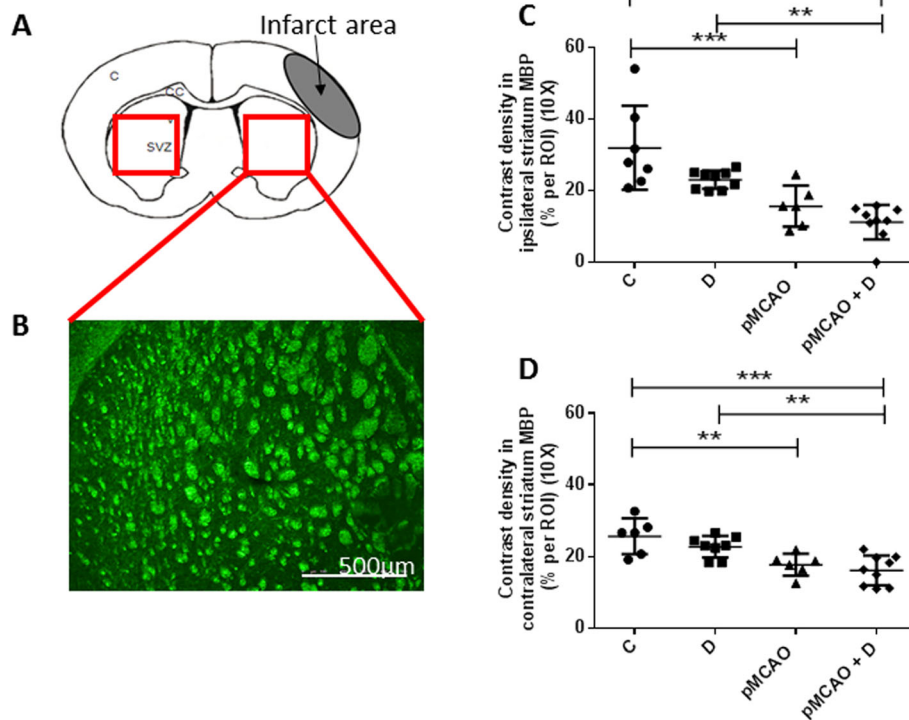 A
Infarct area
C
CC
SVZ
B
500µm
C
**
***
Contrast density in
ipsilateral striatum MBP
(% per ROI) (10X)
60
40
20
0
C
D
pMCAO
pMCAO + D
D
***
**
**
Contrast density in
contralateral striatum MBP
(% per ROI) (10X)
60
40
20
0
C
D
pMCAO
pMCAO + D